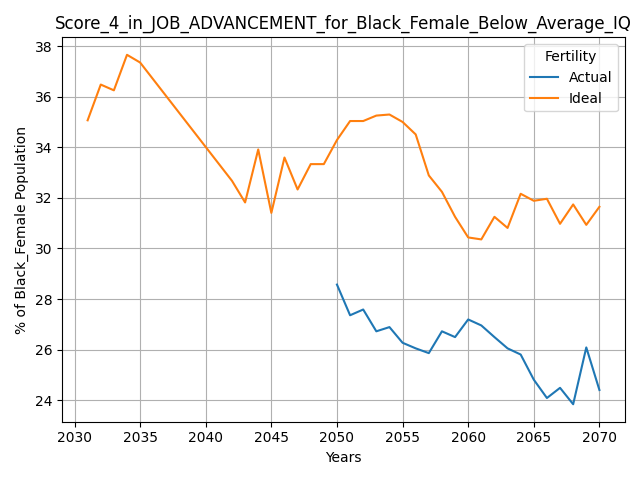 Score_4_in_JOB_ADVANCEMENT_for_Black_Female_Below_Average_IQ
Fertility
Actual
Ideal
% of Black_Female Population
38
36
34
32
30
28
26
24
2030 2035 2040 2045 2050 2055 2060 2065 2070
Years